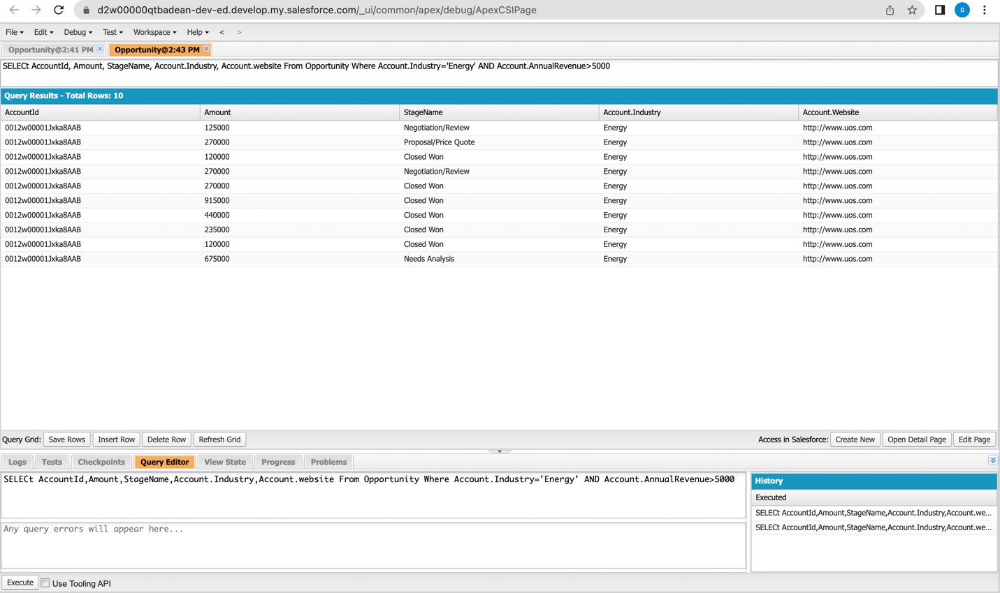 d2w00000qtbadean-dev-ed.develop.my.salesforce.com/_ui/common/apex/debug/ApexCSIPage
S
File Edit Debug Test Workspace Help < >
Opportunity@2:41 PM Opportunity@2:43 PM
SELECt AccountId, Amount, StageName, Account.Industry, Account.website From Opportunity Where Account.Industry='Energy' AND Account.AnnualRevenue>5000
Query Results - Total Rows: 10
AccountId Amount StageName Account.Industry Account.Website
0012w00001Jxka8AAB 125000 Negotiation/Review Energy http://www.uos.com
0012w00001Jxka8AAB 270000 Proposal/Price Quote Energy http://www.uos.com
0012w00001Jxka8AAB 120000 Closed Won Energy http://www.uos.com
0012w00001Jxka8AAB 270000 Negotiation/Review Energy http://www.uos.com
0012w00001Jxka8AAB 270000 Closed Won Energy http://www.uos.com
0012w00001Jxka8AAB 915000 Closed Won Energy http://www.uos.com
0012w00001Jxka8AAB 440000 Closed Won Energy http://www.uos.com
0012w00001Jxka8AAB 235000 Closed Won Energy http://www.uos.com
0012w00001Jxka8AAB 120000 Closed Won Energy http://www.uos.com
0012w00001Jxka8AAB 675000 Needs Analysis Energy http://www.uos.com
Query Grid: Save Rows Insert Row Delete Row Refresh Grid Access in Salesforce: Create New Open Detail Page Edit Page
Logs Tests Checkpoints Query Editor View State Progress Problems
SELECt AccountId,Amount,StageName,Account.Industry,Account.website From Opportunity Where Account.Industry='Energy' AND Account.AnnualRevenue>5000
Any query errors will appear here...
History
Executed
SELECt AccountId,Amount,StageName,Account.Industry,Account.we...
SELECt AccountId,Amount,StageName,Account.Industry,Account.we...
Execute Use Tooling API